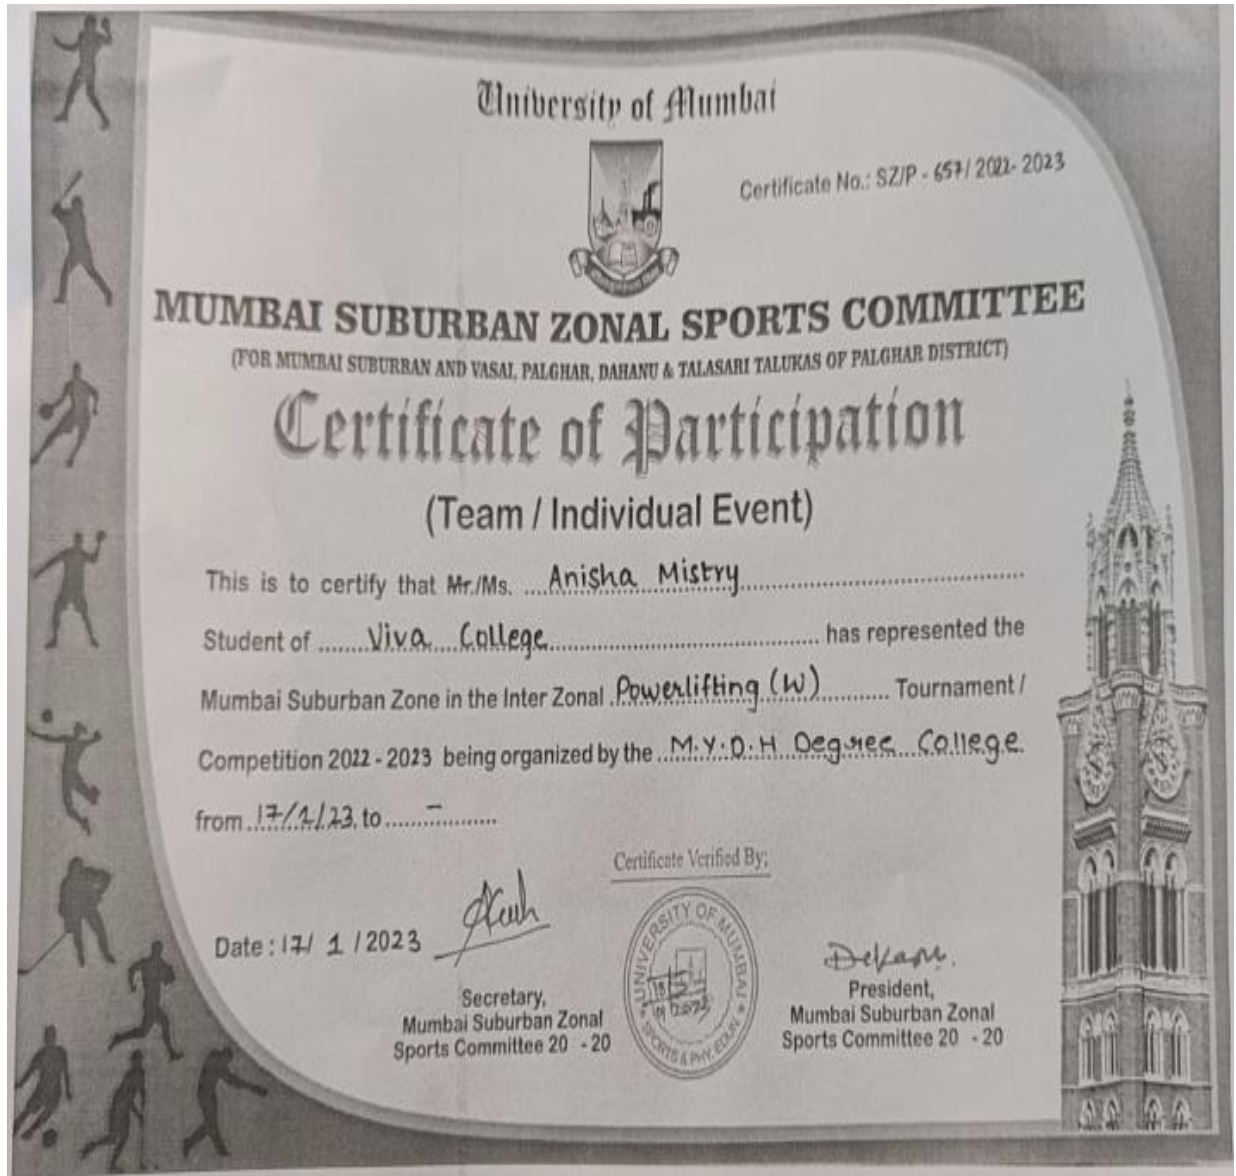 University of Mumbai
Certificate No.: SZ/P - 657/ 2022- 2023
MUMBAI SUBURBAN ZONAL SPORTS COMMITTEE
(FOR MUMBAI SUBURBAN AND VASAI, PALGHAR, DAHANU & TALASARI TALUKAS OF PALGHAR DISTRICT)
Certificate of Participation
(Team / Individual Event)
This is to certify that Mr./Ms. ....Anisha Mistry.............................................
Student of ........Viva College............................................. has represented the
Mumbai Suburban Zone in the Inter Zonal .Powerlifting (W)........... Tournament /
Competition 2022 - 2023 being organized by the ..M.Y.D.H Degree College.
from .17/1/23. to .......-...........
Certificate Verified By;
Date : 17/ 1 / 2023
UNIVERSITY OF MUMBAI
SPORTS & PHY. EDUN.
Secretary,
Mumbai Suburban Zonal
Sports Committee 20 - 20
President,
Mumbai Suburban Zonal
Sports Committee 20 - 20